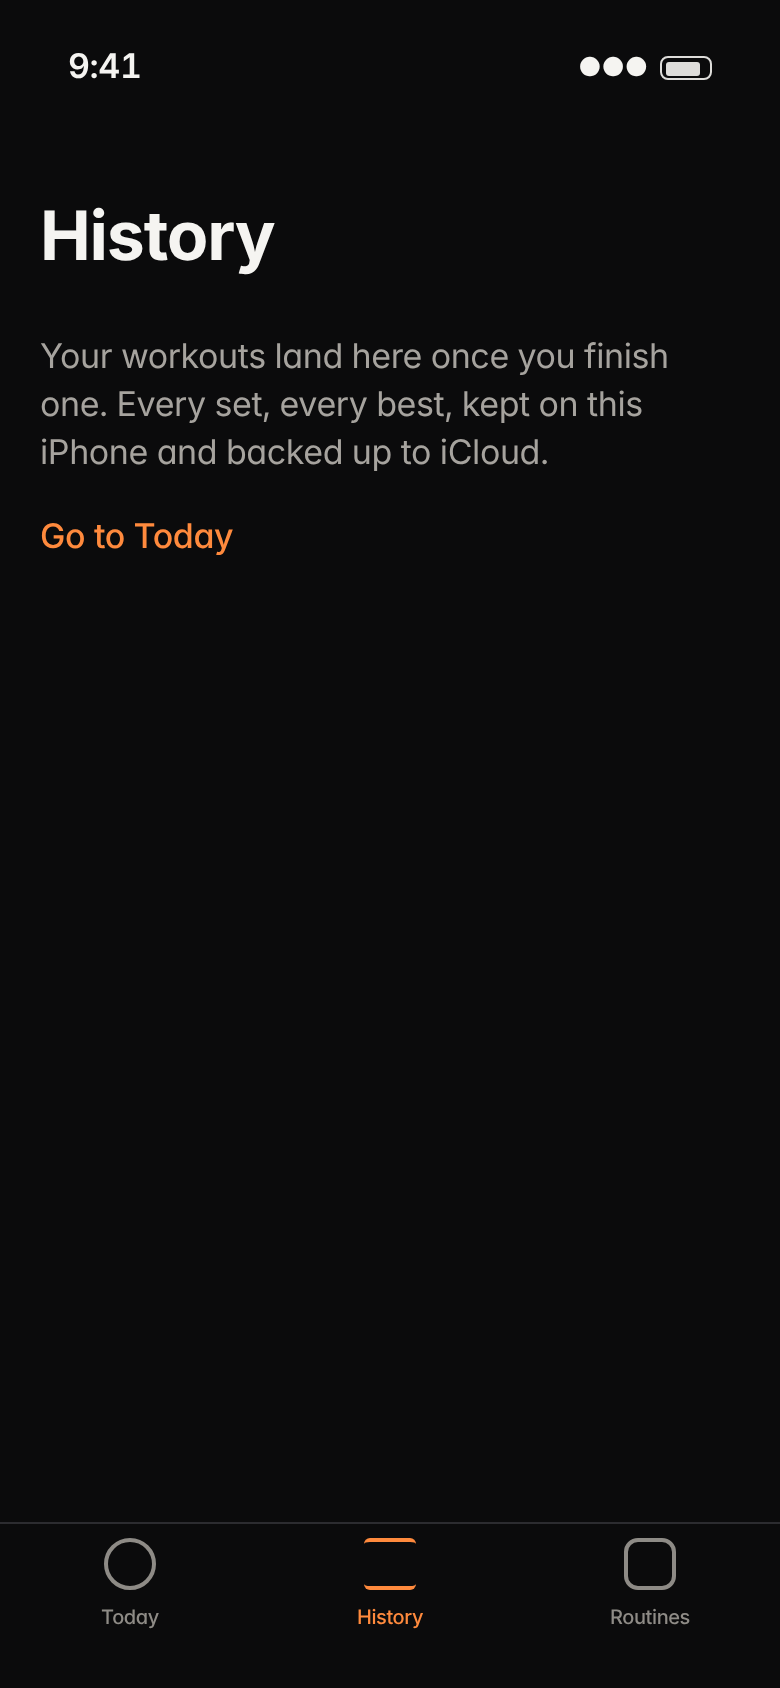 9:41
History
Your workouts land here once you finish
one. Every set, every best, kept on this
iPhone and backed up to iCloud.
Go to Today
Today
History
Routines